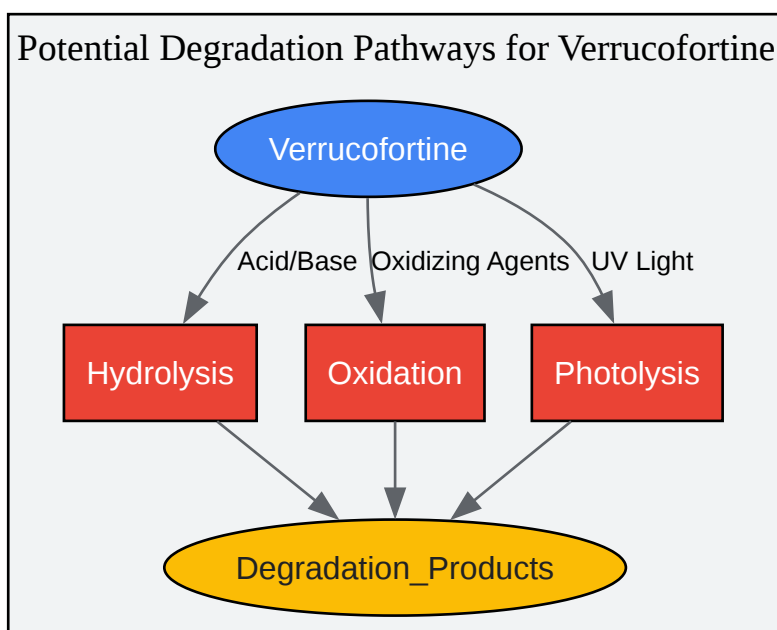 Potential Degradation Pathways for Verrucofortine
Verrucofortine
Acid/Base
Oxidizing Agents
UV Light
Hydrolysis
Oxidation
Photolysis
Degradation_Products